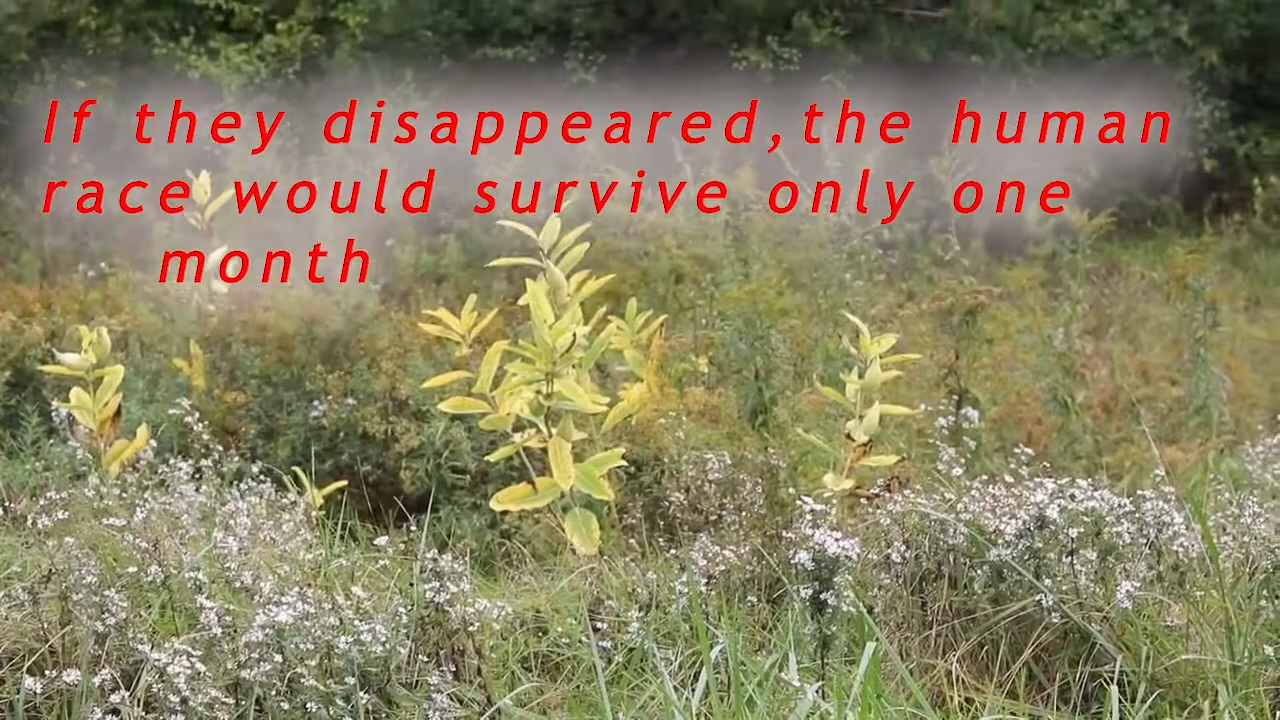 If they disappeared,the human
race would survive only one
month